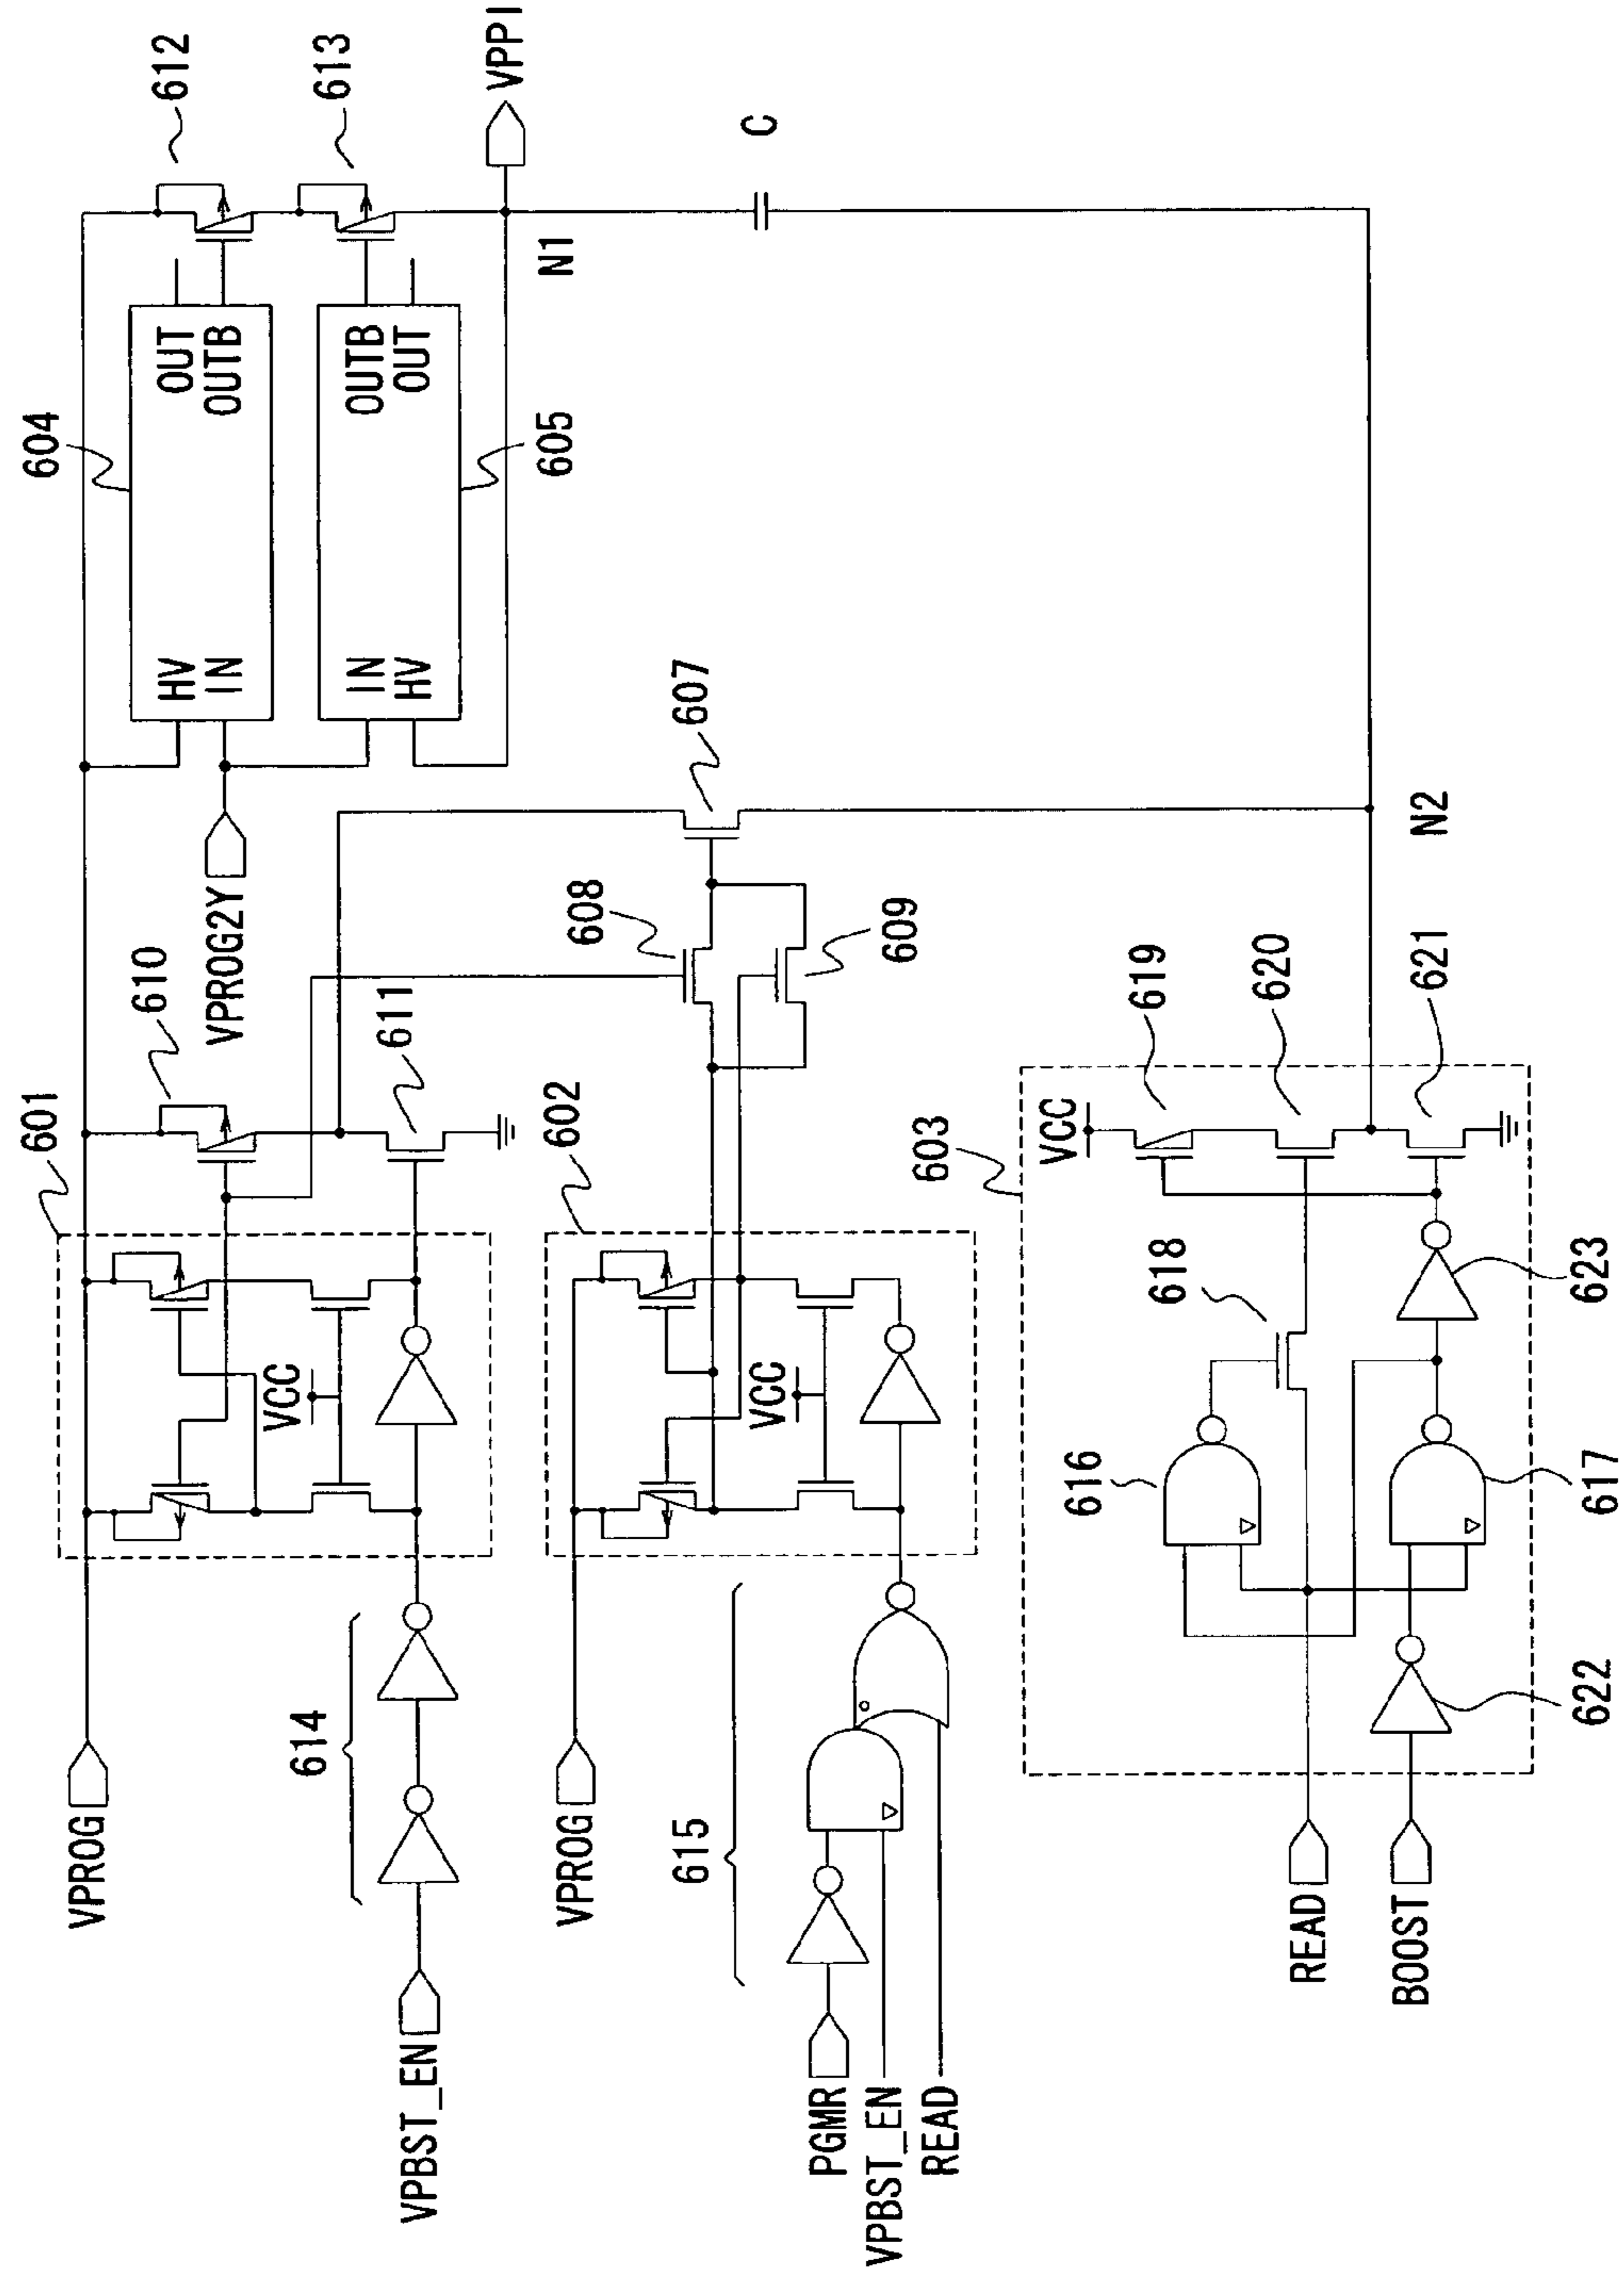 VPROG
VPBST_EN
614
601
VCC
610
611
VPROG2Y
604
HV
IN
OUT
OUTB
605
IN
HV
OUTB
OUT
612
613
VPPI
N1
C
VPROG
615
PGMR
VPBST_EN
READ
602
VCC
608
609
607
N2
603
READ
BOOST
616
617
618
622
623
VCC
619
620
621